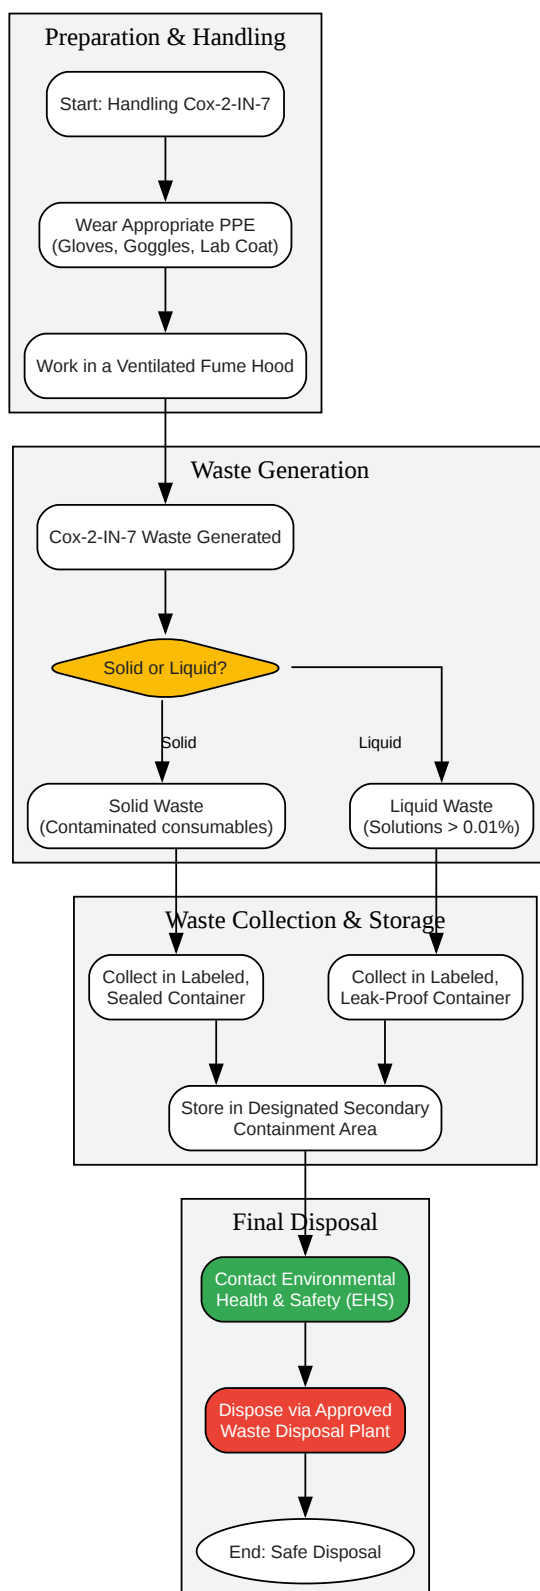 Preparation & Handling
Start: Handling Cox-2-IN-7
Wear Appropriate PPE
(Gloves, Goggles, Lab Coat)
Work in a Ventilated Fume Hood
Waste Generation
Cox-2-IN-7 Waste Generated
Solid or Liquid?
Solid
Liquid
Solid Waste
(Contaminated consumables)
Liquid Waste
(Solutions > 0.01%)
Waste Collection & Storage
Collect in Labeled,
Sealed Container
Collect in Labeled,
Leak-Proof Container
Store in Designated Secondary
Containment Area
Final Disposal
Contact Environmental
Health & Safety (EHS)
Dispose via Approved
Waste Disposal Plant
End: Safe Disposal